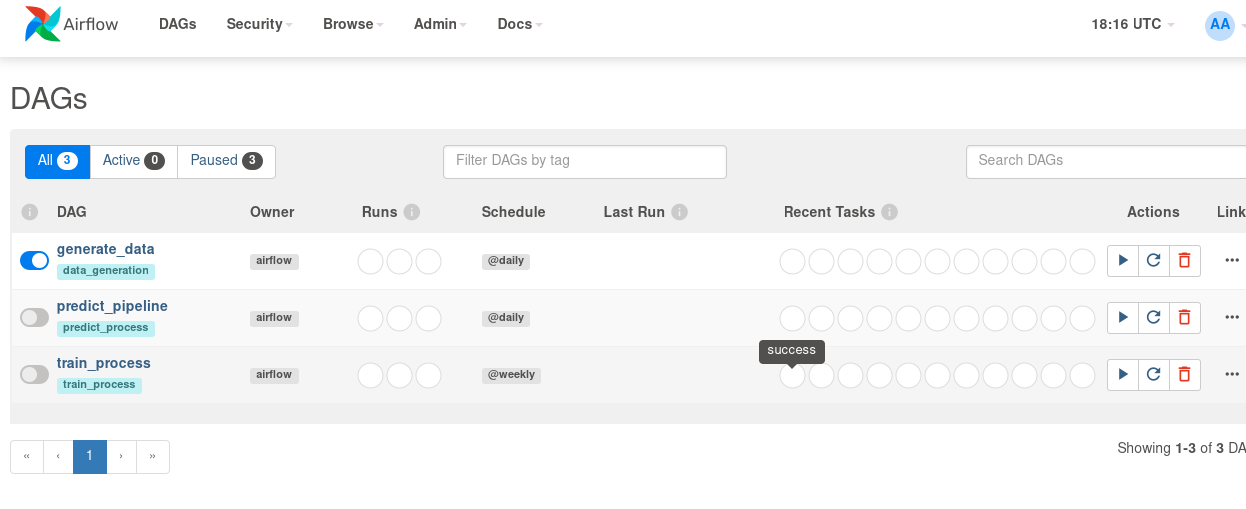 Airflow DAGs Security Browse Admin Docs 18:16 UTC AA
DAGs
All 3 Active 0 Paused 3 Filter DAGs by tag Search DAGs
i DAG Owner Runs i Schedule Last Run i Recent Tasks i Actions Link
generate_data
data_generation airflow @daily
predict_pipeline
predict_process airflow @daily
success
train_process
train_process airflow @weekly
« ‹ 1 › » Showing 1-3 of 3 DA